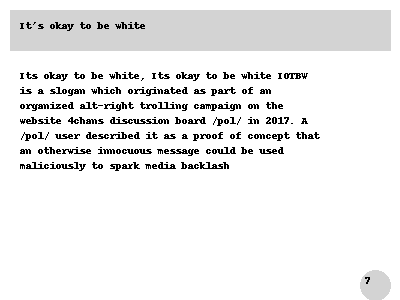 It's okay to be white
Its okay to be white, Its okay to be white IOTBW
is a slogan which originated as part of an
organized alt-right trolling campaign on the
website 4chans discussion board /pol/ in 2017. A
/pol/ user described it as a proof of concept that
an otherwise innocuous message could be used
maliciously to spark media backlash
7